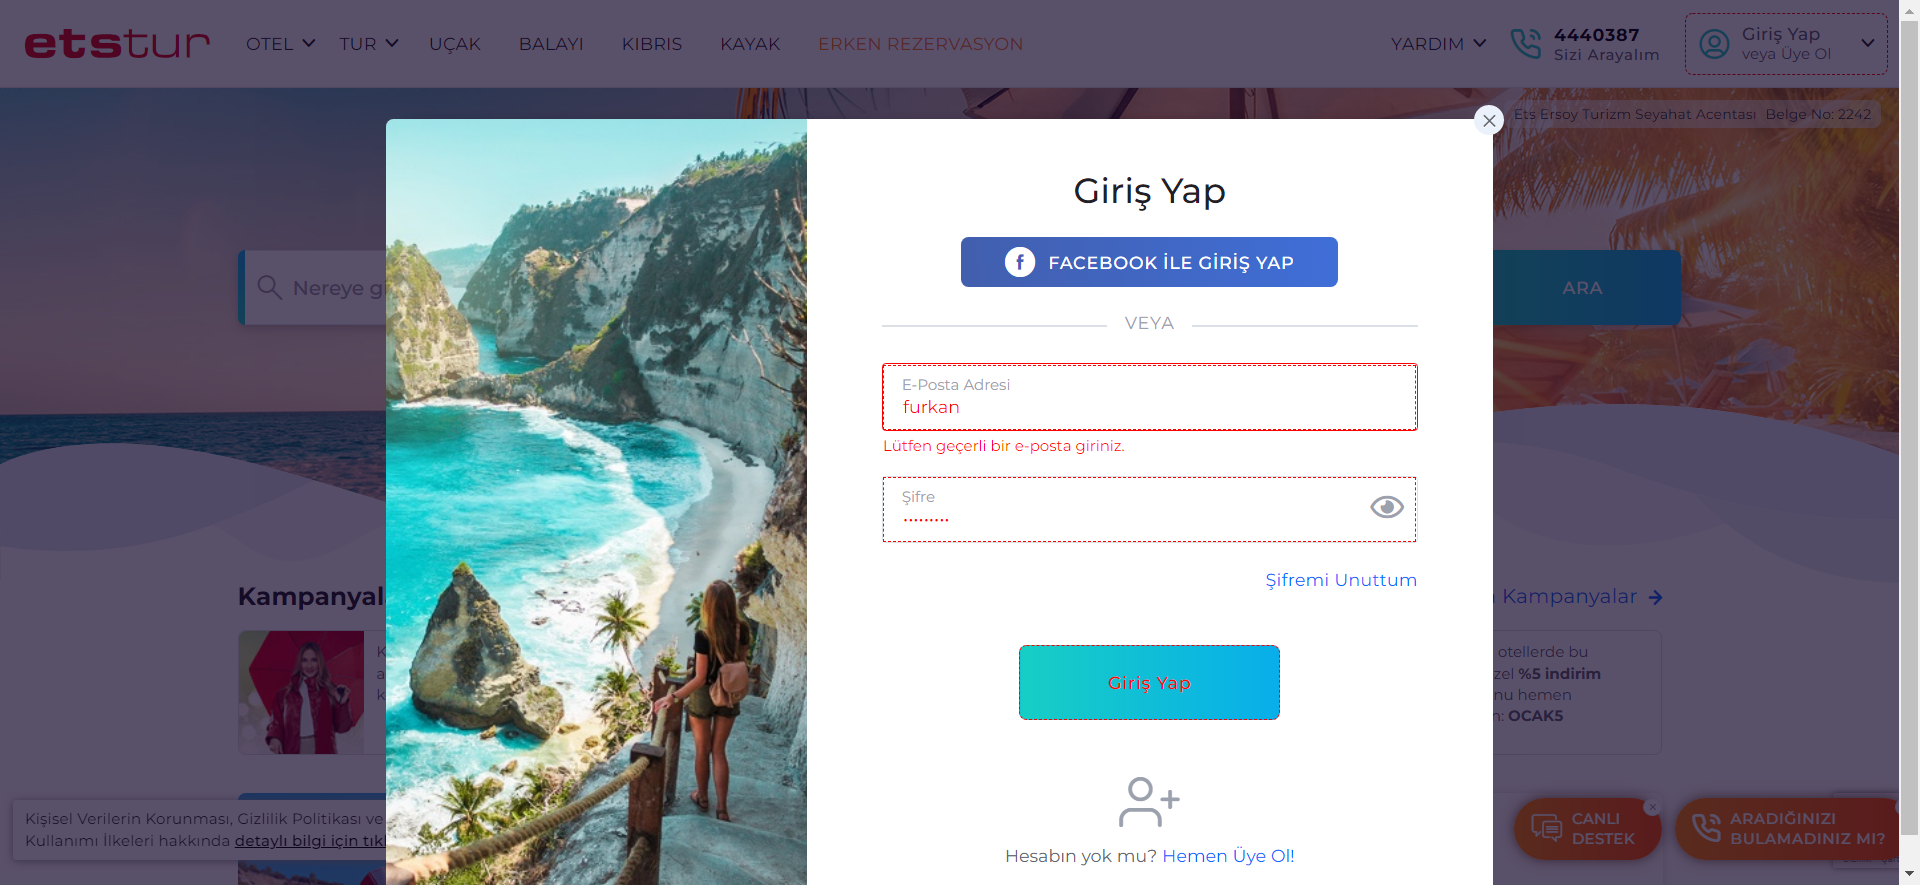 etstur
OTEL
TUR
UÇAK
BALAYI
KIBRIS
KAYAK
ERKEN REZERVASYON
YARDIM
4440387
Sizi Arayalım
Giriş Yap
veya Üye Ol
Ets Ersoy Turizm Seyahat Acentası Belge No: 2242
Nereye
ARA
Giriş Yap
f FACEBOOK İLE GİRİŞ YAP
VEYA
E-Posta Adresi
furkan
Lütfen geçerli bir e-posta giriniz.
Şifre
Şifremi Unuttum
Giriş Yap
Hesabın yok mu? Hemen Üye Ol!
Kampanyal
Kampanyalar
otellerde bu
zel %5 indirim
nu hemen
: OCAK5
Kişisel Verilerin Korunması, Gizlilik Politikası ve
Kullanımı İlkeleri hakkında detaylı bilgi için tık
CANLI
DESTEK
ARADIĞINIZI
BULAMADINIZ MI?